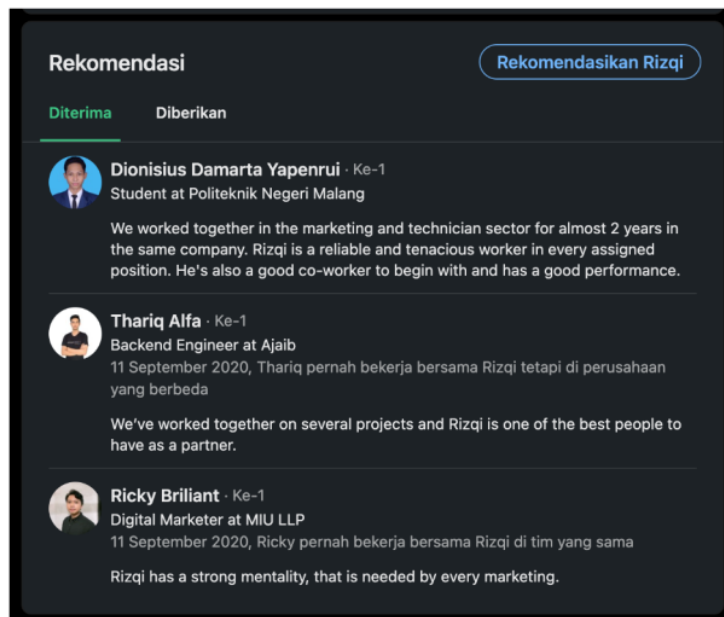 Rekomendasi
Rekomendasikan Rizqi
Diterima
Diberikan
Dionisius Damarta Yapenrui · Ke-1
Student at Politeknik Negeri Malang
We worked together in the marketing and technician sector for almost 2 years in
the same company. Rizqi is a reliable and tenacious worker in every assigned
position. He's also a good co-worker to begin with and has a good performance.
Thariq Alfa · Ke-1
Backend Engineer at Ajaib
11 September 2020, Thariq pernah bekerja bersama Rizqi tetapi di perusahaan
yang berbeda
We've worked together on several projects and Rizqi is one of the best people to
have as a partner.
Ricky Briliant · Ke-1
Digital Marketer at MIU LLP
11 September 2020, Ricky pernah bekerja bersama Rizqi di tim yang sama
Rizqi has a strong mentality, that is needed by every marketing.